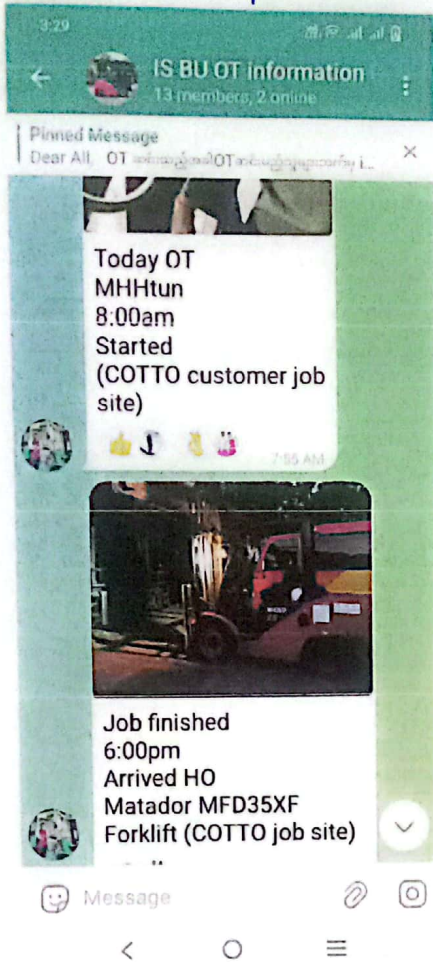 3:29
IS BU OT information
13 members, 2 online
Pinned Message
Dear All, OT
Today OT
MHHtun
8:00am
Started
(COTTO customer job
site)
7:55 AM
Job finished
6:00pm
Arrived HO
Matador MFD35XF
Forklift (COTTO job site)
Message